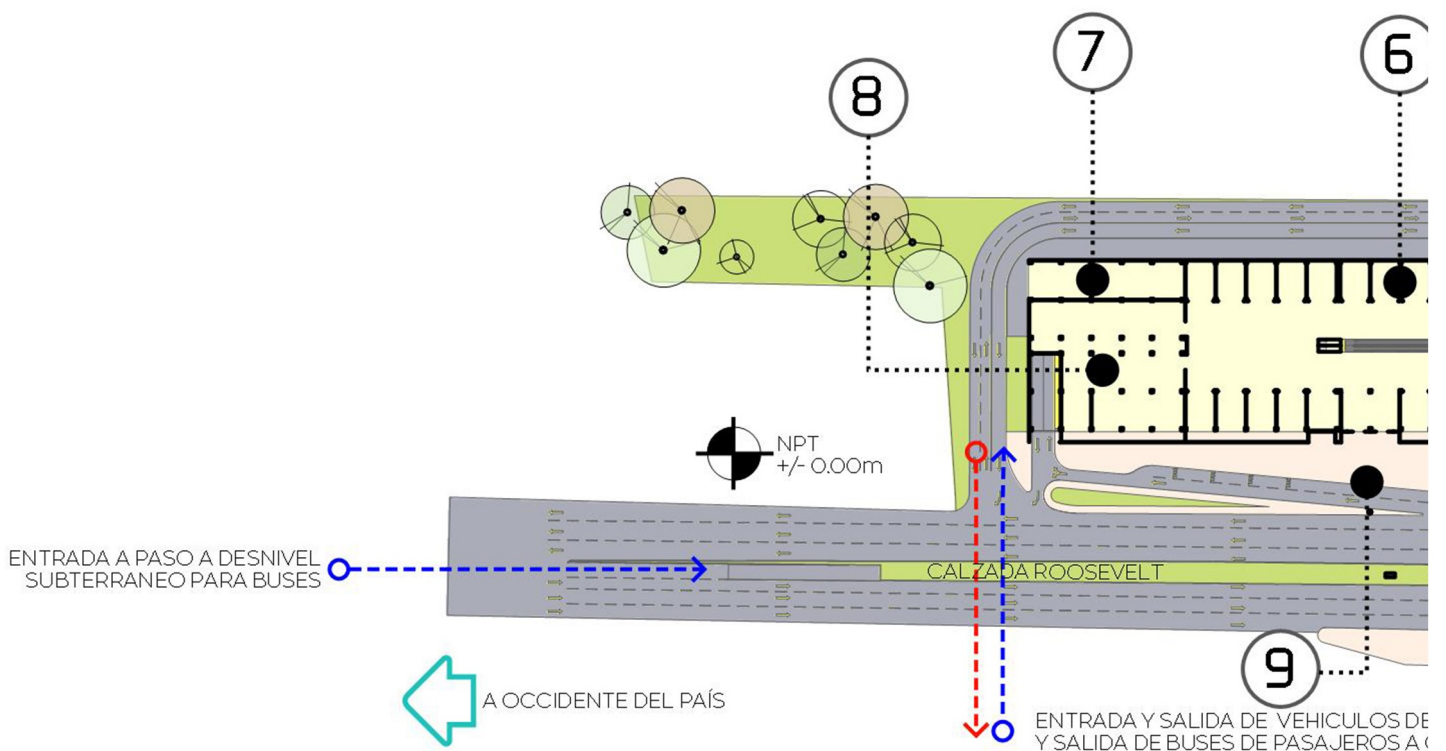 7
6
8
NPT
+/- 0.00m
ENTRADA A PASO A DESNIVEL
SUBTERRANEO PARA BUSES
CALZADA ROOSEVELT
9
A OCCIDENTE DEL PAÍS
ENTRADA Y SALIDA DE VEHICULOS DE
Y SALIDA DE BUSES DE PASAJEROS A